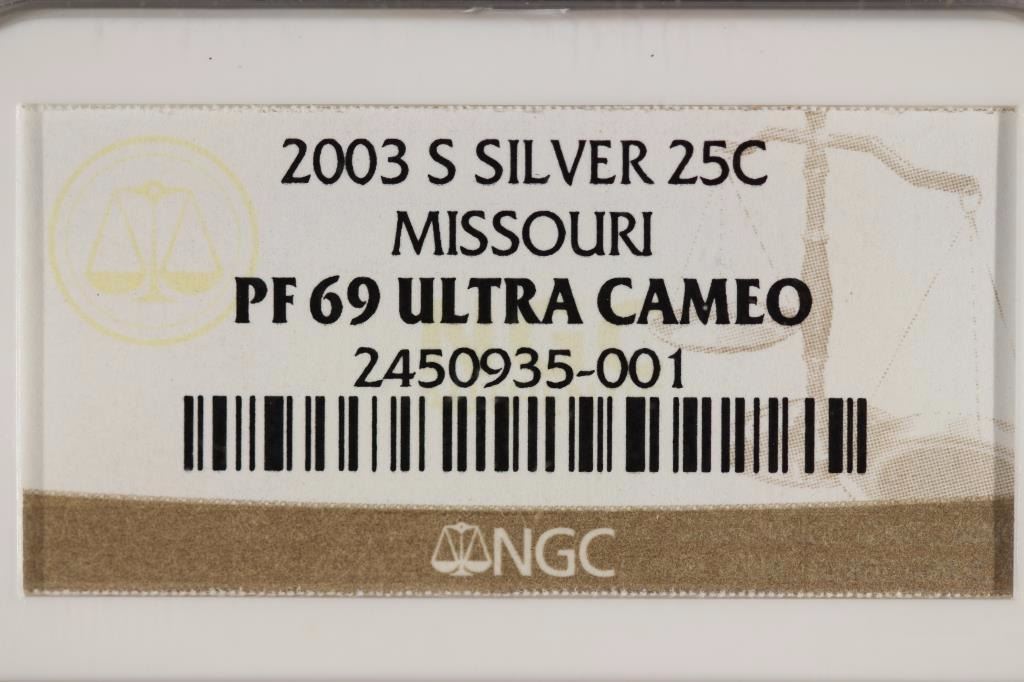 2003 S SILVER 25C
MISSOURI
PF 69 ULTRA CAMEO
2450935-001
NGC